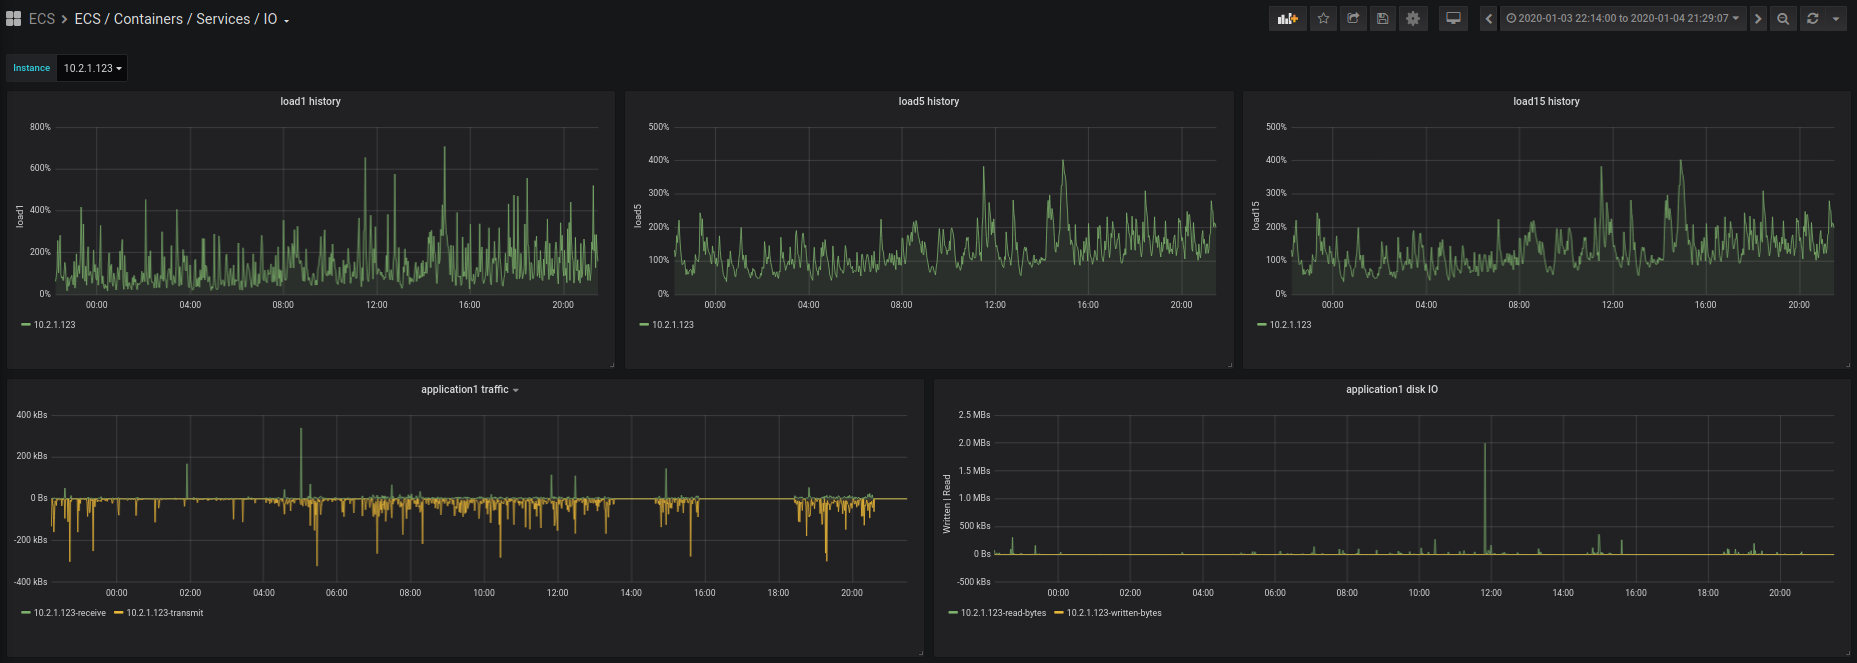 ECS > ECS / Containers / Services / IO
2020-01-03 22:14:00 to 2020-01-04 21:29:07
Instance 10.2.1.123
load1 history
800%
600%
400%
200%
0%
load1
00:00 04:00 08:00 12:00 16:00 20:00
10.2.1.123
load5 history
500%
400%
300%
200%
100%
0%
load5
00:00 04:00 08:00 12:00 16:00 20:00
10.2.1.123
load15 history
500%
400%
300%
200%
100%
0%
load15
00:00 04:00 08:00 12:00 16:00 20:00
10.2.1.123
application1 traffic
400 kBs
200 kBs
0 Bs
-200 kBs
-400 kBs
00:00 02:00 04:00 06:00 08:00 10:00 12:00 14:00 16:00 18:00 20:00
10.2.1.123-receive 10.2.1.123-transmit
application1 disk IO
2.5 MBs
2.0 MBs
1.5 MBs
1.0 MBs
500 kBs
0 Bs
-500 kBs
Written | Read
00:00 02:00 04:00 06:00 08:00 10:00 12:00 14:00 16:00 18:00 20:00
10.2.1.123-read-bytes 10.2.1.123-written-bytes